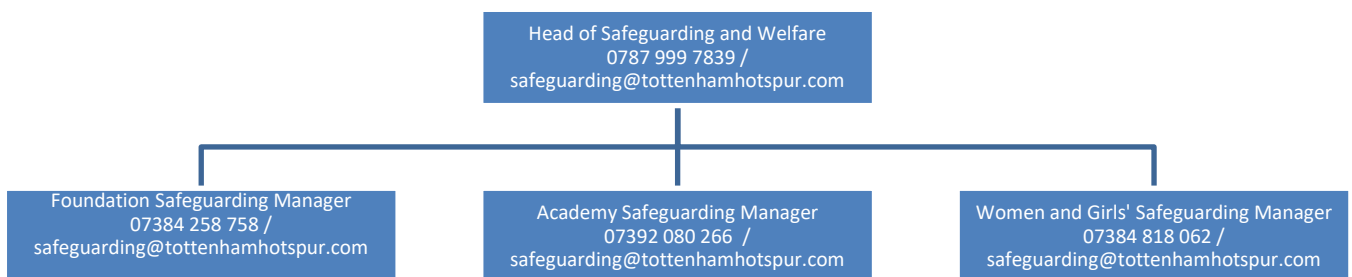 Head of Safeguarding and Welfare
0787 999 7839 /
safeguarding@tottenhamhotspur.com
Foundation Safeguarding Manager
07384 258 758 /
safeguarding@tottenhamhotspur.com
Academy Safeguarding Manager
07392 080 266 /
safeguarding@tottenhamhotspur.com
Women and Girls' Safeguarding Manager
07384 818 062 /
safeguarding@tottenhamhotspur.com